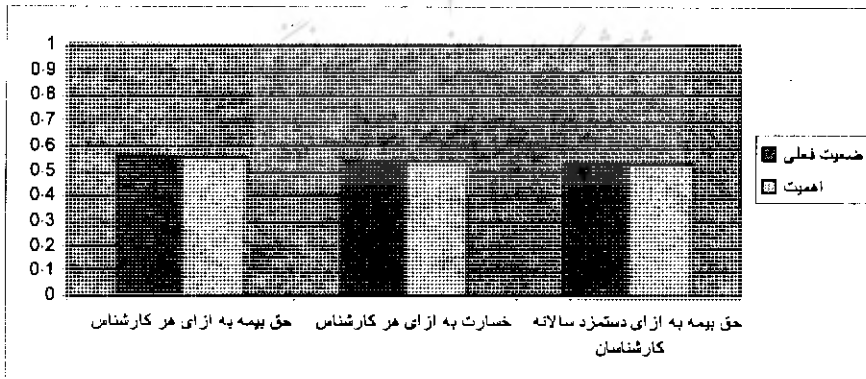 1
0.9
0.8
0.7
0.6
0.5
0.4
0.3
0.2
0.1
0
ضعیت فعلی
اهمیت
حق بیمه به ازای هر کارشناس
خسارت به ازای هر کارشناس
حق بیمه به ازای دستمزد سالانه
کارشناسان